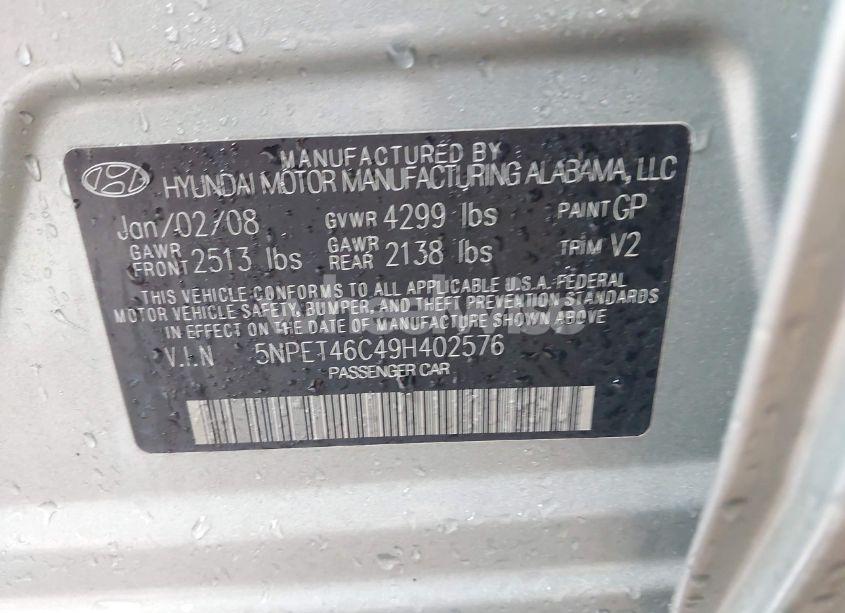 MANUFACTURED BY
HYUNDAI MOTOR MANUFACTURING ALABAMA, LLC
Jan/02/08 GVWR 4299 lbs PAINT GP
GAWR FRONT 2513 lbs GAWR REAR 2138 lbs TRIM V2
THIS VEHICLE CONFORMS TO ALL APPLICABLE U.S.A. FEDERAL
MOTOR VEHICLE SAFETY, BUMPER, AND THEFT PREVENTION STANDARDS
IN EFFECT ON THE DATE OF MANUFACTURE SHOWN ABOVE
V.I.N 5NPET46C49H402576
PASSENGER CAR